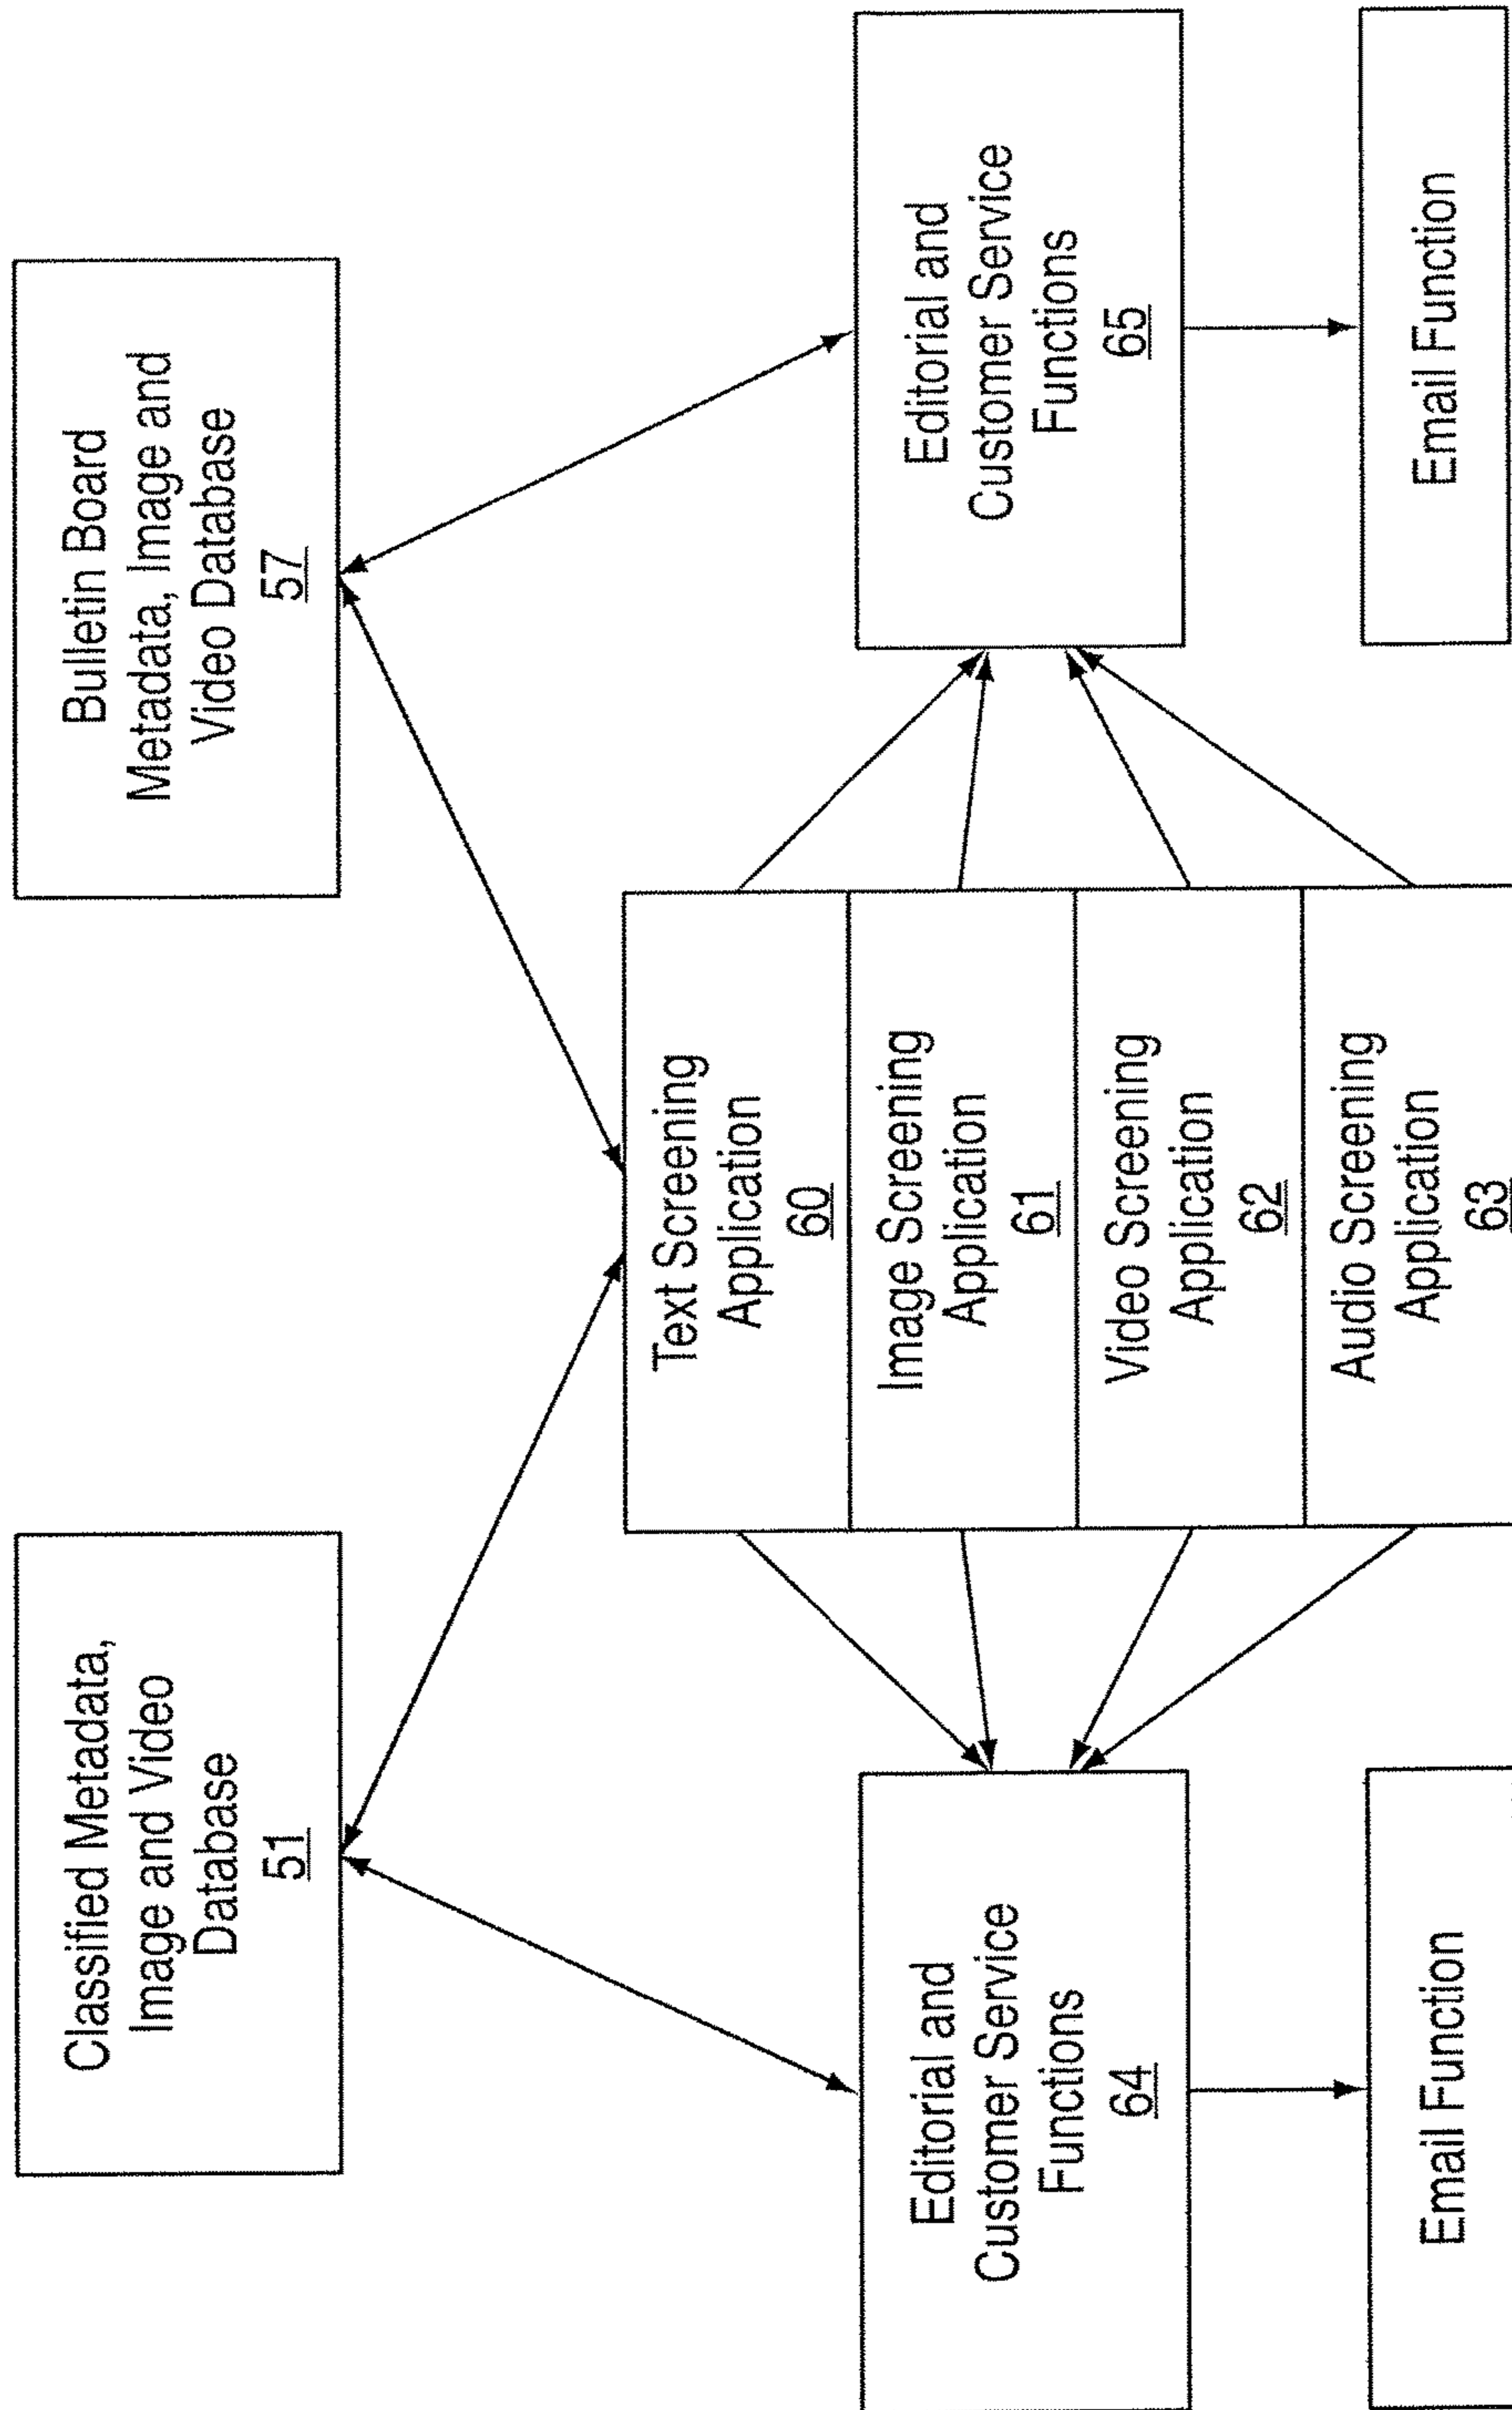 Classified Metadata,
Image and Video
Database
51
Bulletin Board
Metadata, Image and
Video Database
57
Text Screening
Application
60
Image Screening
Application
61
Video Screening
Application
62
Audio Screening
Application
63
Editorial and
Customer Service
Functions
64
Editorial and
Customer Service
Functions
65
Email Function
Email Function